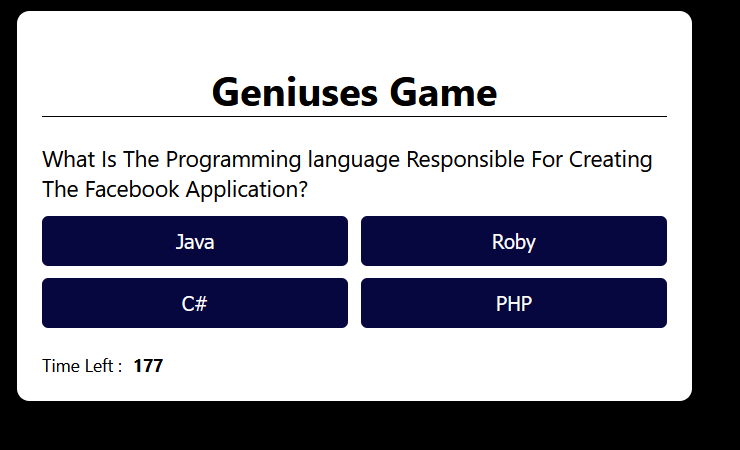 Geniuses Game
What Is The Programming language Responsible For Creating
The Facebook Application?
Java
Roby
C#
PHP
Time Left : 177